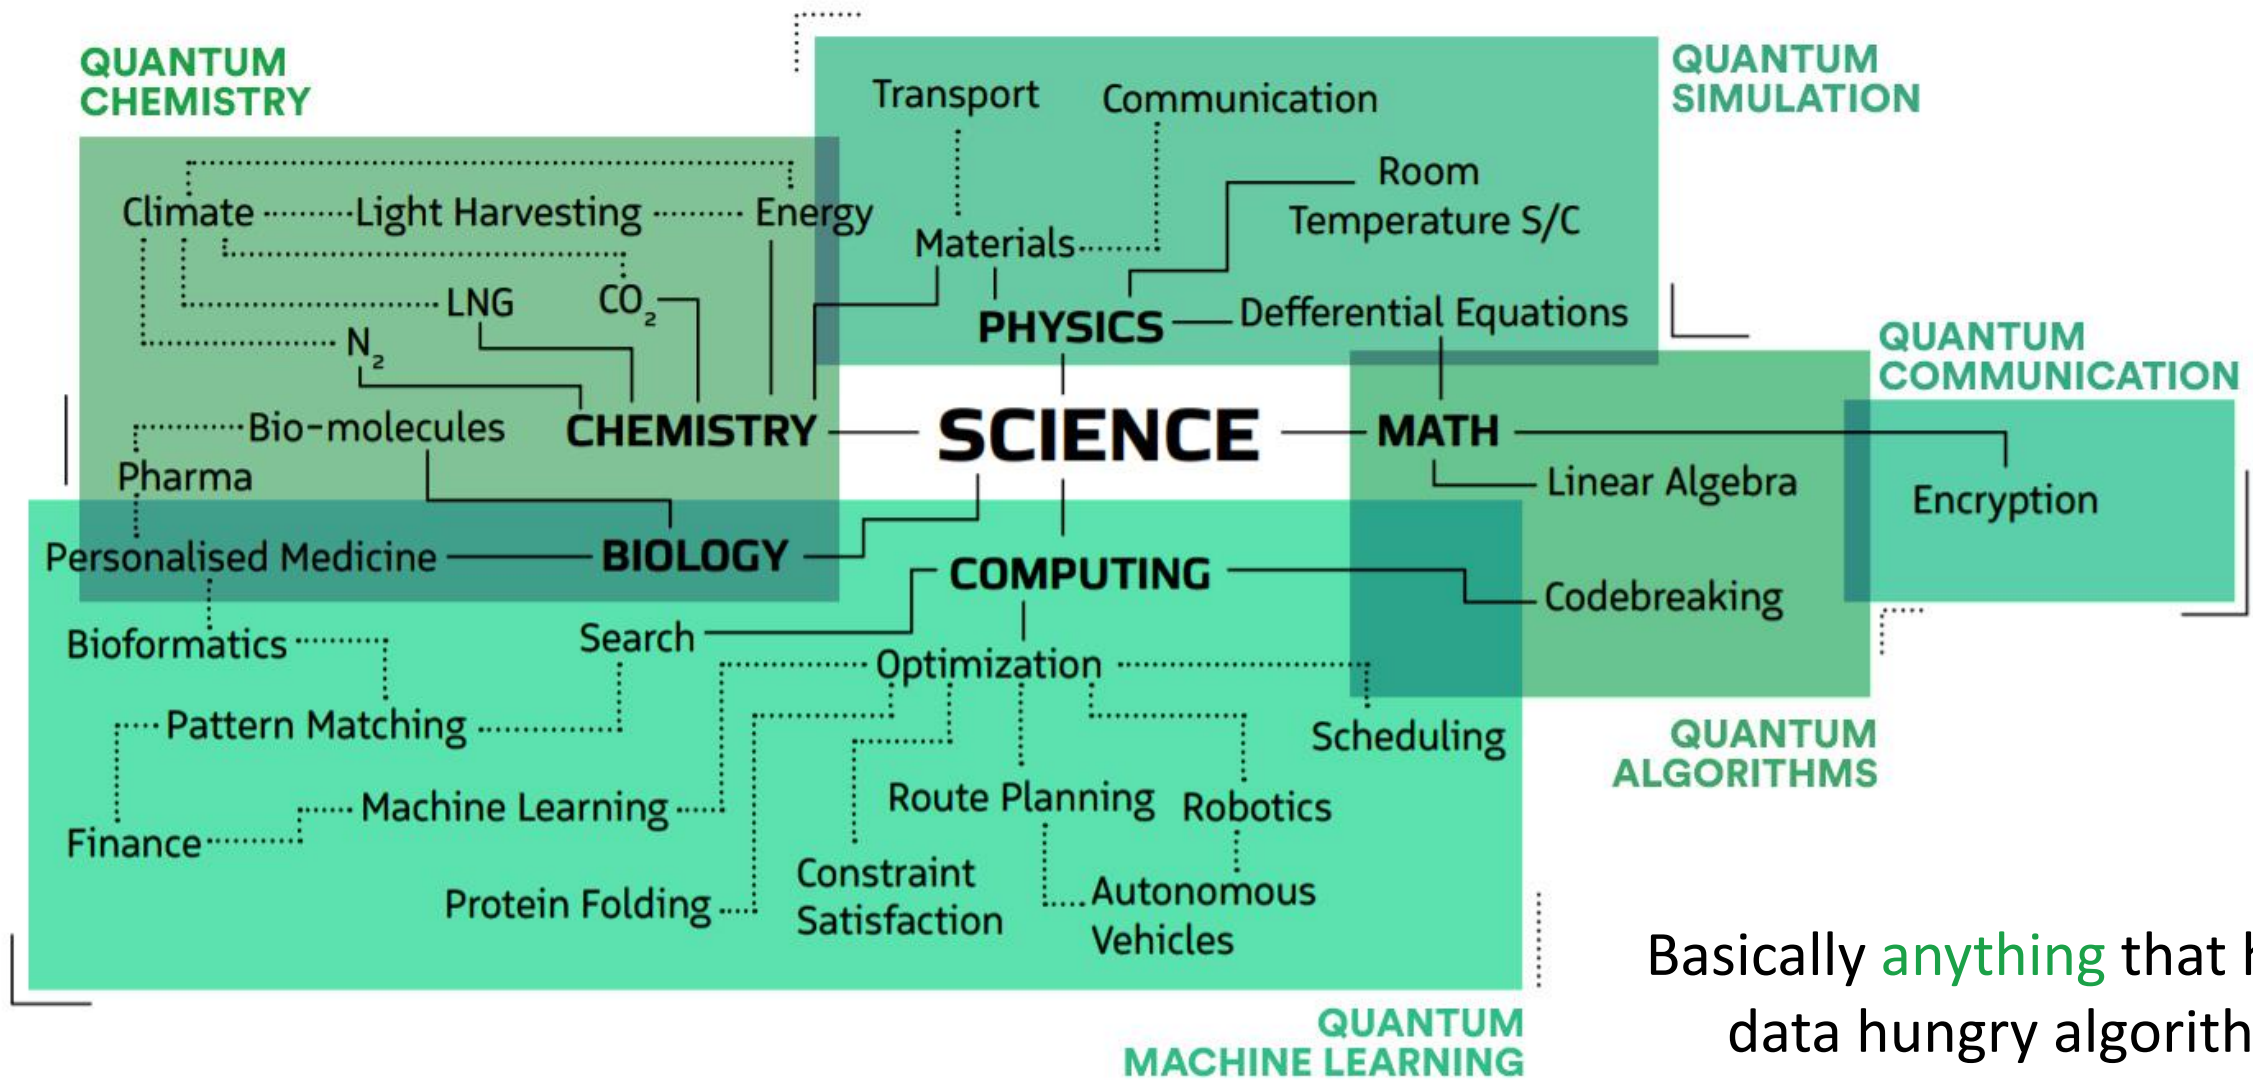 QUANTUM
CHEMISTRY
QUANTUM
SIMULATION
Transport
Communication
Room
Temperature S/C
Climate
Light Harvesting
Energy
Materials
LNG
CO₂
N₂
PHYSICS
Defferential Equations
QUANTUM
COMMUNICATION
Bio-molecules
CHEMISTRY
SCIENCE
MATH
Pharma
Linear Algebra
Encryption
Personalised Medicine
BIOLOGY
COMPUTING
Codebreaking
Bioformatics
Search
Optimization
Pattern Matching
Scheduling
QUANTUM
ALGORITHMS
Machine Learning
Route Planning
Robotics
Finance
Protein Folding
Constraint
Satisfaction
Autonomous
Vehicles
Basically anything that
data hungry
QUANTUM
MACHINE LEARNING